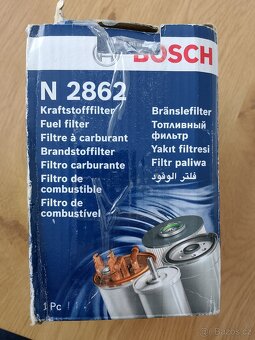 BOSCH
N 2862
Kraftstofffilter
Fuel filter
Filtre à carburant
Brandstoffilter
Filtro carburante
Filtro de
combustible
Filtro de
combustível
Bränslefilter
Топливный
фильтр
Yakıt filtresi
Filtr paliwa
فلتر الوقود
1 Pc